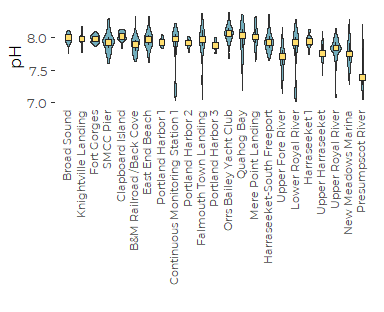 pH
8.0
7.5
7.0
Broad Sound
Knightville Landing
Fort Gorges
SMCC Pier
Clapboard Island
B&M Railroad / Back Cove
East End Beach
Portland Harbor 1
Continuous Monitoring Station 1
Portland Harbor 2
Falmouth Town Landing
Portland Harbor 3
Orrs Bailey Yacht Club
Quahog Bay
Mere Point Landing
Harraseeket-South Freeport
Upper Fore River
Lower Royal River
Harraseeket 1
Upper Harraseeket
Upper Royal River
New Meadows Marina
Presumpscot River